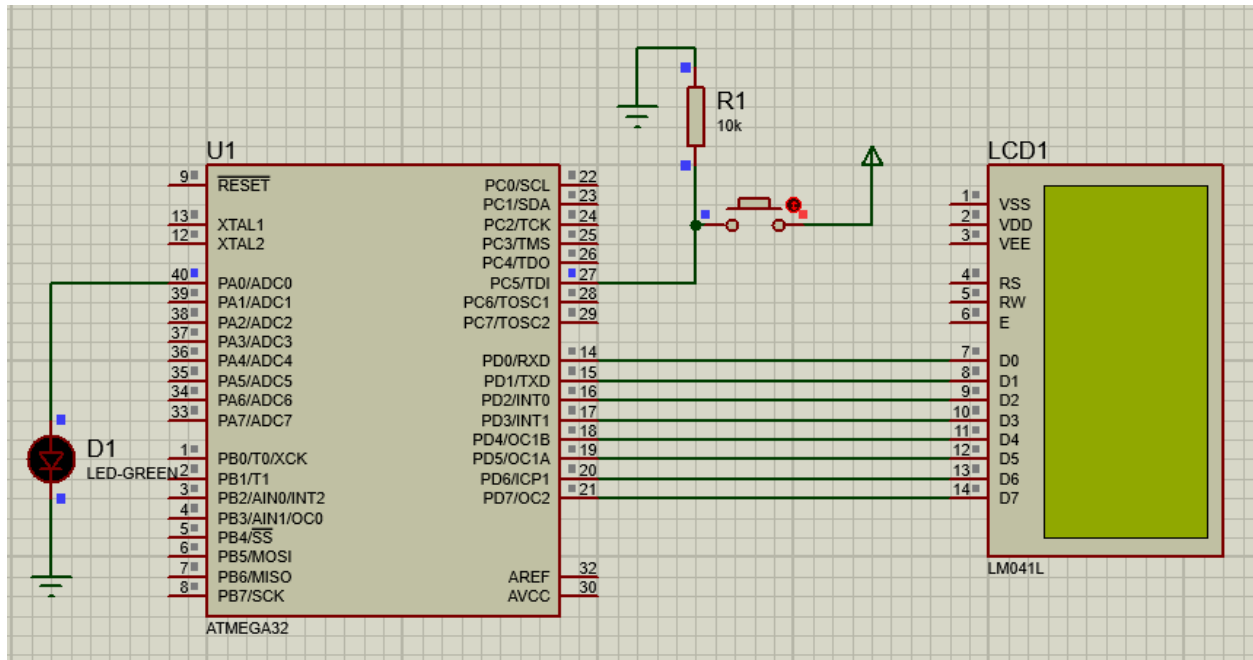 U1
9 RESET
13 XTAL1
12 XTAL2
40 PA0/ADC0
39 PA1/ADC1
38 PA2/ADC2
37 PA3/ADC3
36 PA4/ADC4
35 PA5/ADC5
34 PA6/ADC6
33 PA7/ADC7
1 PB0/T0/XCK
2 PB1/T1
3 PB2/AIN0/INT2
4 PB3/AIN1/OC0
5 PB4/SS
6 PB5/MOSI
7 PB6/MISO
8 PB7/SCK
PC0/SCL 22
PC1/SDA 23
PC2/TCK 24
PC3/TMS 25
PC4/TDO 26
PC5/TDI 27
PC6/TOSC1 28
PC7/TOSC2 29
PD0/RXD 14
PD1/TXD 15
PD2/INT0 16
PD3/INT1 17
PD4/OC1B 18
PD5/OC1A 19
PD6/ICP1 20
PD7/OC2 21
AREF 32
AVCC 30
ATMEGA32
D1
LED-GREEN
R1
10k
LCD1
1 VSS
2 VDD
3 VEE
4 RS
5 RW
6 E
7 D0
8 D1
9 D2
10 D3
11 D4
12 D5
13 D6
14 D7
LM041L